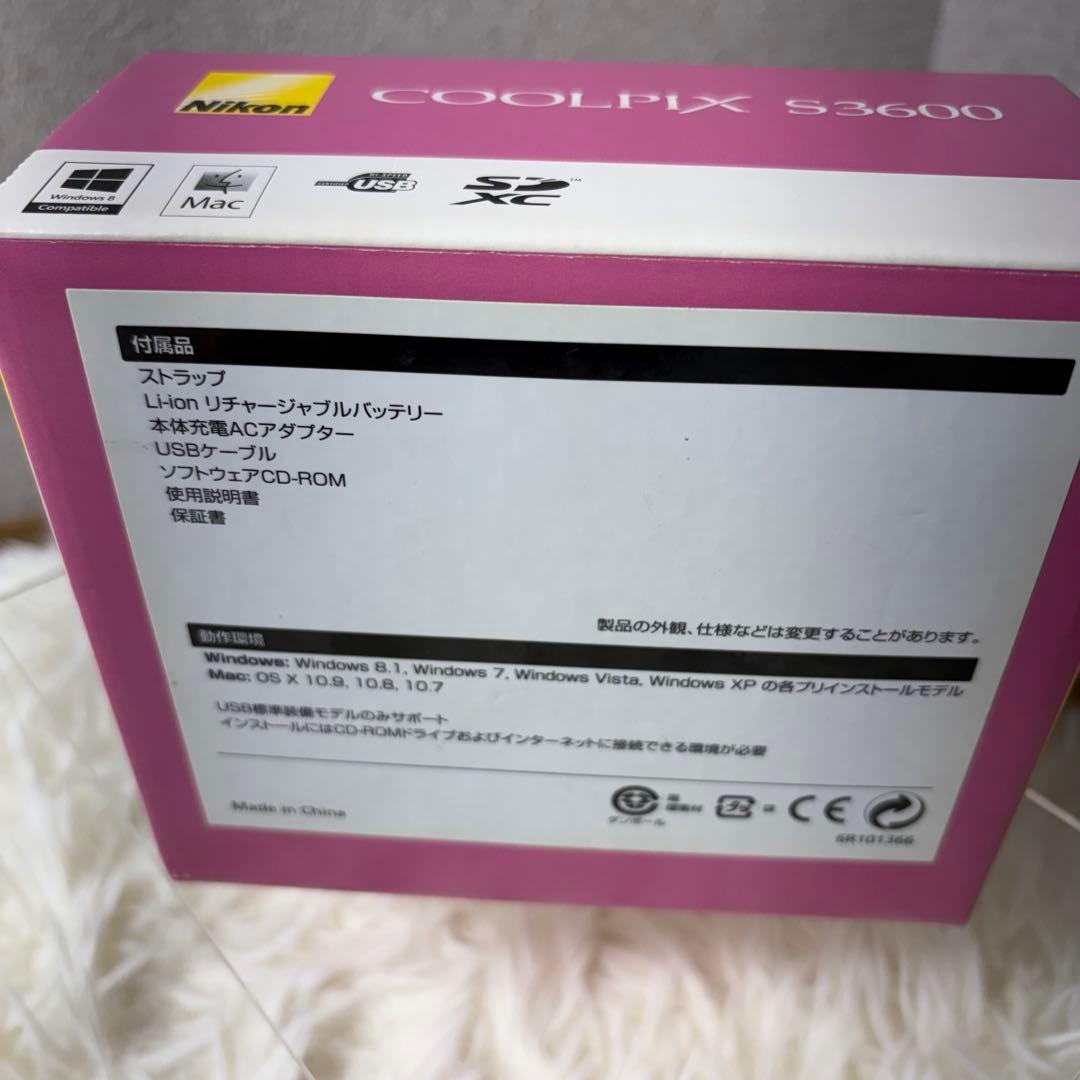 Nikon COOLPIX S3600
Windows 8 Compatible
Mac
HI-SPEED CERTIFIED USB
SD XC™
付属品
ストラップ
Li-ion リチャージャブルバッテリー
本体充電ACアダプター
USBケーブル
ソフトウェアCD-ROM
使用説明書
保証書
製品の外観、仕様などは変更することがあります。
動作環境
Windows: Windows 8.1, Windows 7, Windows Vista, Windows XP の各プリインストールモデル
Mac: OS X 10.9, 10.8, 10.7
USB標準装備モデルのみサポート
インストールにはCD-ROMドライブおよびインターネットに接続できる環境が必要
Made in China
ダンボール
プラ
CE
6R101366